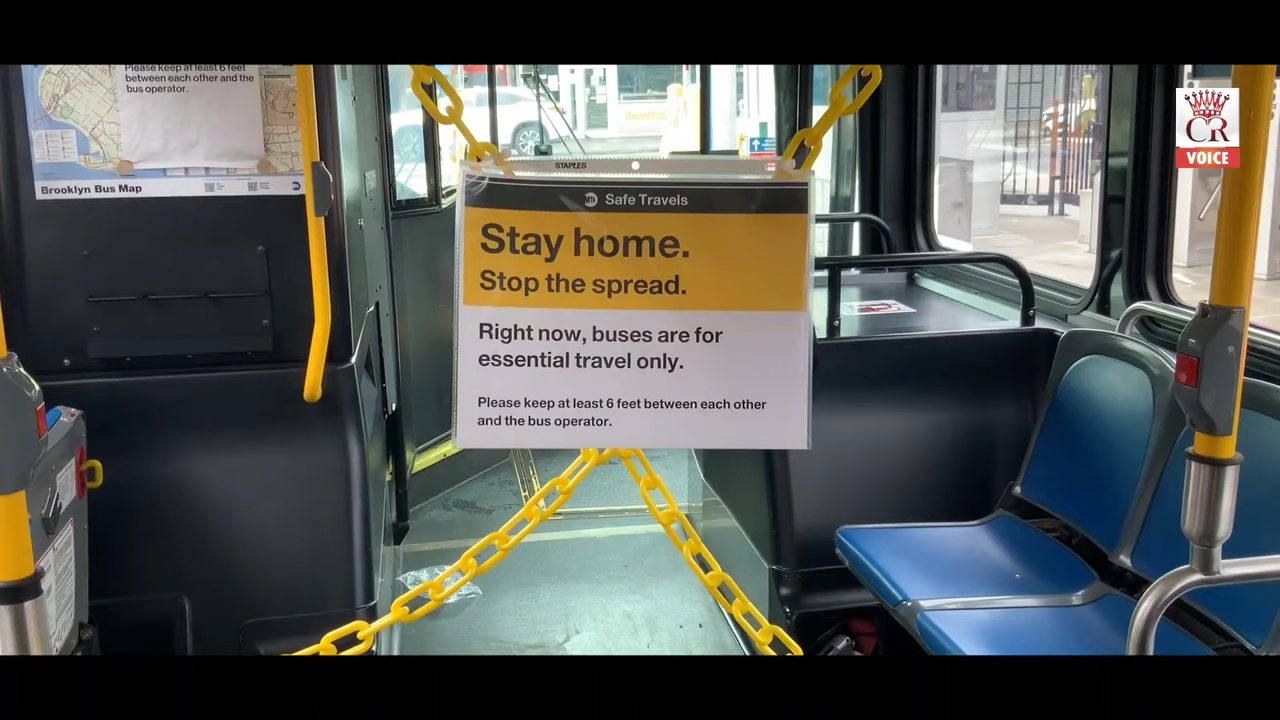 Please keep at least 6 feet
between each other and the
bus operator.
Brooklyn Bus Map
STAPLES
MTA Safe Travels
Stay home.
Stop the spread.
Right now, buses are for
essential travel only.
Please keep at least 6 feet between each other
and the bus operator.
CR
VOICE